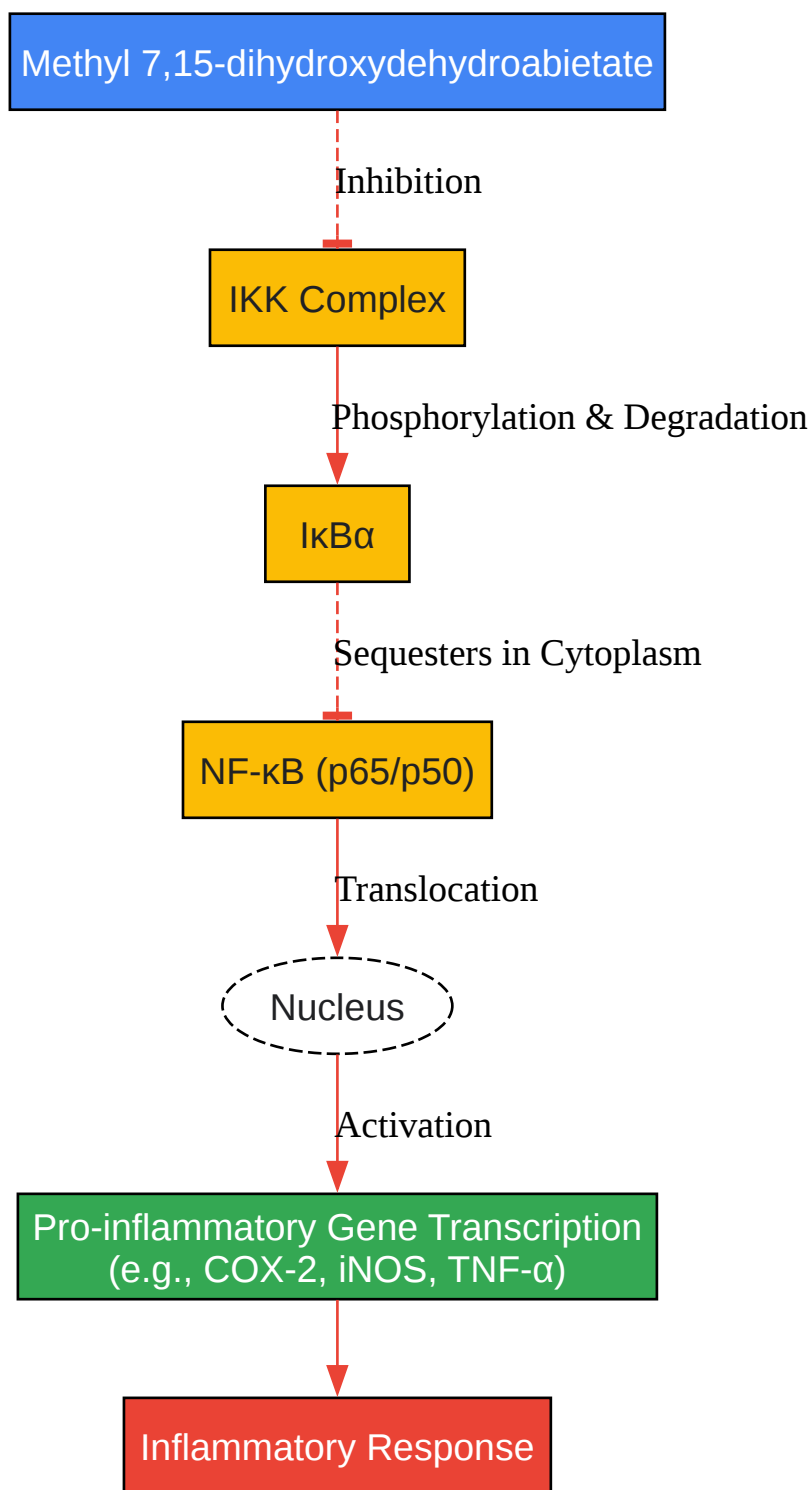 Methyl 7,15-dihydroxydehydroabietate
Inhibition
IKK Complex
Phosphorylation & Degradation
IκBα
Sequesters in Cytoplasm
NF-κB (p65/p50)
Translocation
Nucleus
Activation
Pro-inflammatory Gene Transcription
(e.g., COX-2, iNOS, TNF-α)
Inflammatory Response